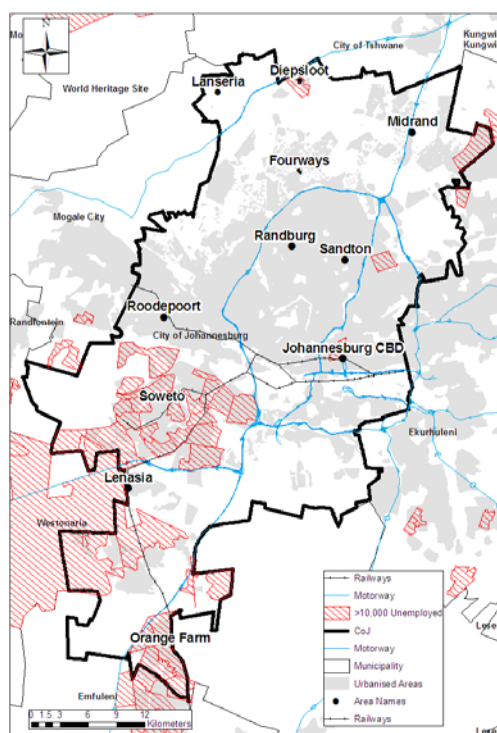 N
Mo
City of Tshwane
Kungwi
Kungwi
Diepsloot
Lanseria
World Heritage Site
Midrand
Fourways
Mogale City
Randburg
Sandton
Roodepoort
Randfontein
City of Johannesburg
Johannesburg CBD
Soweto
Ekurhuleni
Lenasia
Westonaria
Orange Farm
Emfuleni
Lese
Railways
Motorway
>10,000 Unemployed
CoJ
Motorway
Municipality
Urbanised Areas
Area Names
Railways
0 1.5 3 6 9 12
Kilometers